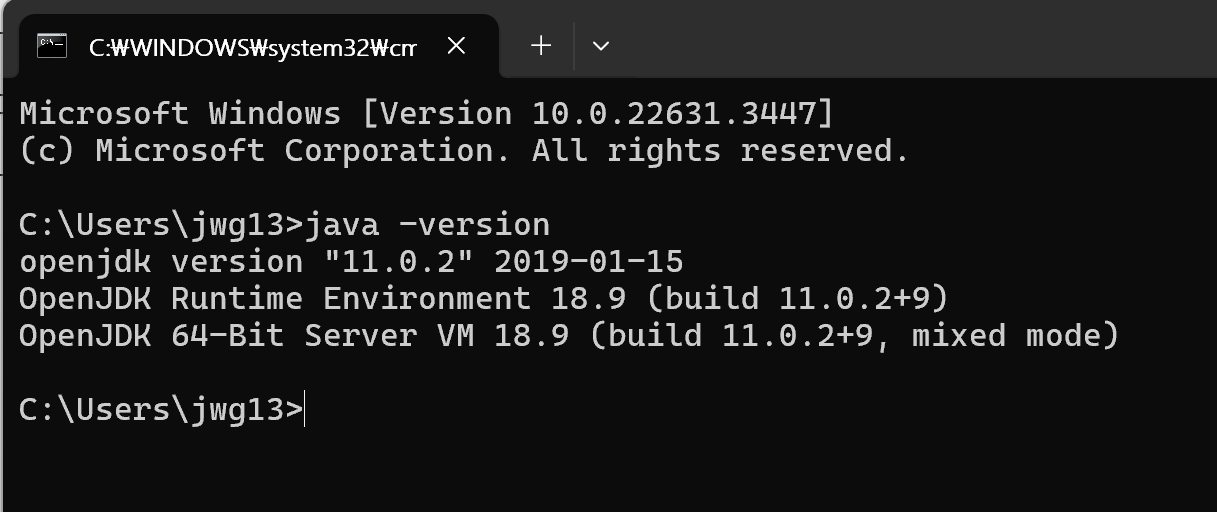 C:₩WINDOWS₩system32₩cm
Microsoft Windows [Version 10.0.22631.3447]
(c) Microsoft Corporation. All rights reserved.
C:\Users\jwg13>java -version
openjdk version "11.0.2" 2019-01-15
OpenJDK Runtime Environment 18.9 (build 11.0.2+9)
OpenJDK 64-Bit Server VM 18.9 (build 11.0.2+9, mixed mode)
C:\Users\jwg13>